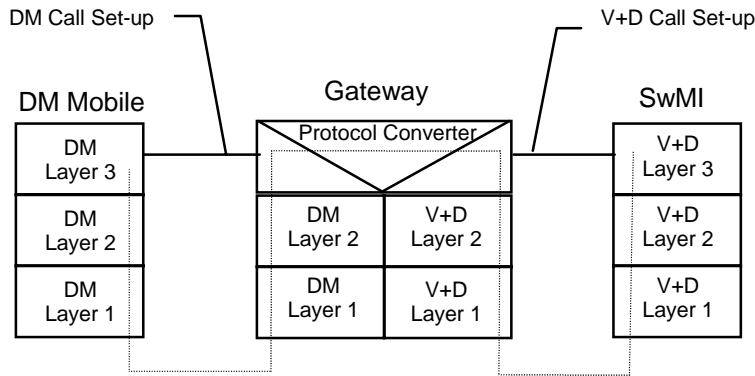 DM Call Set-up
V+D Call Set-up
DM Mobile
Gateway
SwMI
DM
Layer 3
Protocol Converter
V+D
Layer 3
DM
Layer 2
DM
Layer 2
V+D
Layer 2
V+D
Layer 2
DM
Layer 1
DM
Layer 1
V+D
Layer 1
V+D
Layer 1